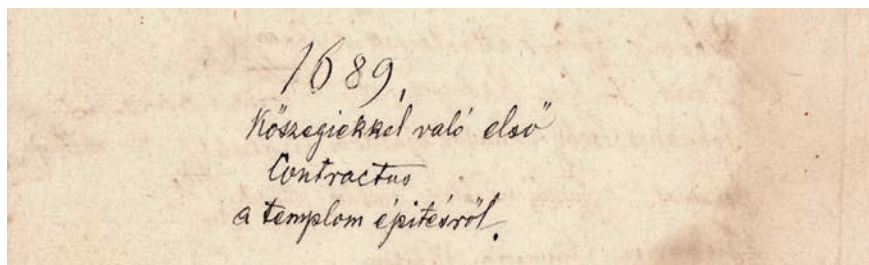 1689,
Kőszegiekkel való első
Contractus
a templom épitésről.